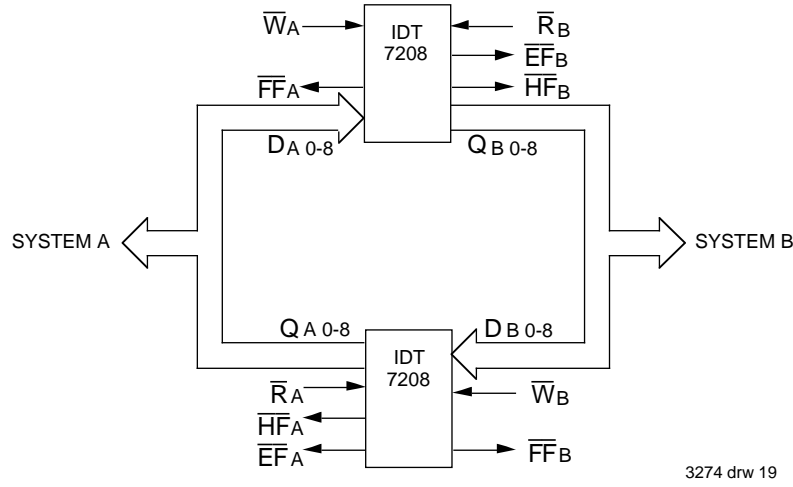 W̅A
IDT
7208
R̅B
E̅F̅B
F̅F̅A
H̅F̅B
DA 0-8
QB 0-8
SYSTEM A
SYSTEM B
QA 0-8
DB 0-8
IDT
7208
R̅A
W̅B
H̅F̅A
E̅F̅A
F̅F̅B
3274 drw 19